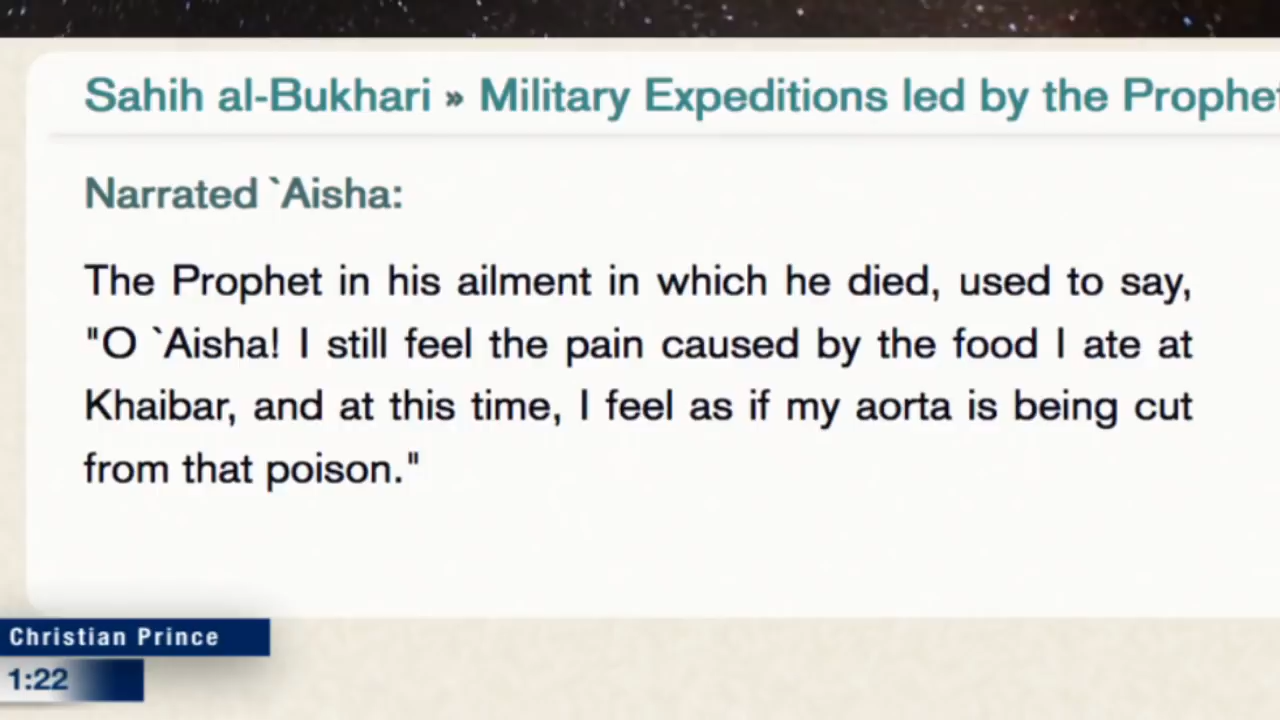 Sahih al-Bukhari » Military Expeditions led by the Prophet
Narrated `Aisha:
The Prophet in his ailment in which he died, used to say,
"O `Aisha! I still feel the pain caused by the food I ate at
Khaibar, and at this time, I feel as if my aorta is being cut
from that poison."
Christian Prince
1:22